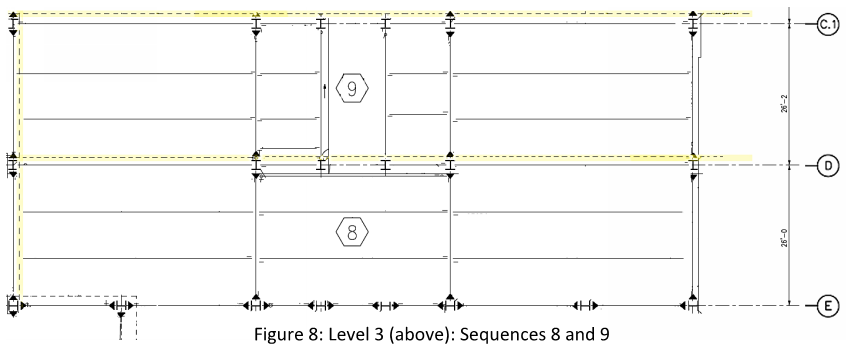 C.1
9
26'-2
D
8
26'-0
E
Figure 8: Level 3 (above): Sequences 8 and 9